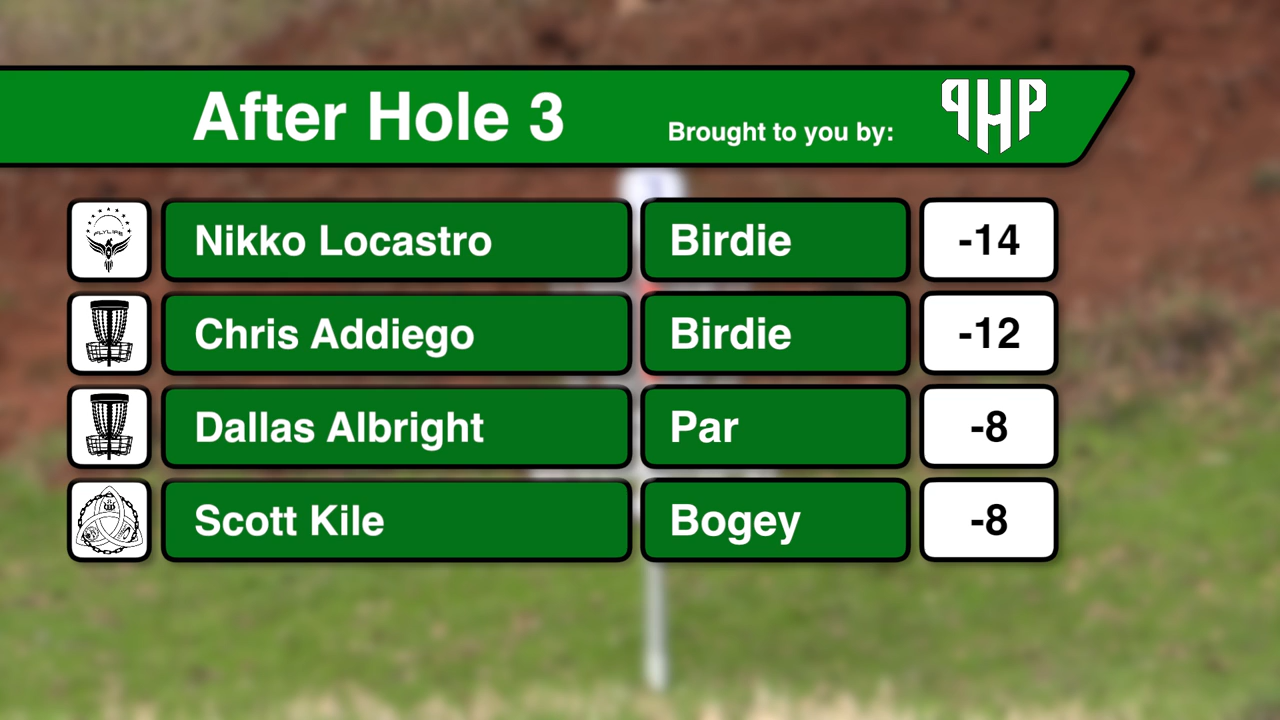 After Hole 3
Brought to you by:
PHP
FLYLIFE
Nikko Locastro Birdie -14
Chris Addiego Birdie -12
Dallas Albright Par -8
Scott Kile Bogey -8